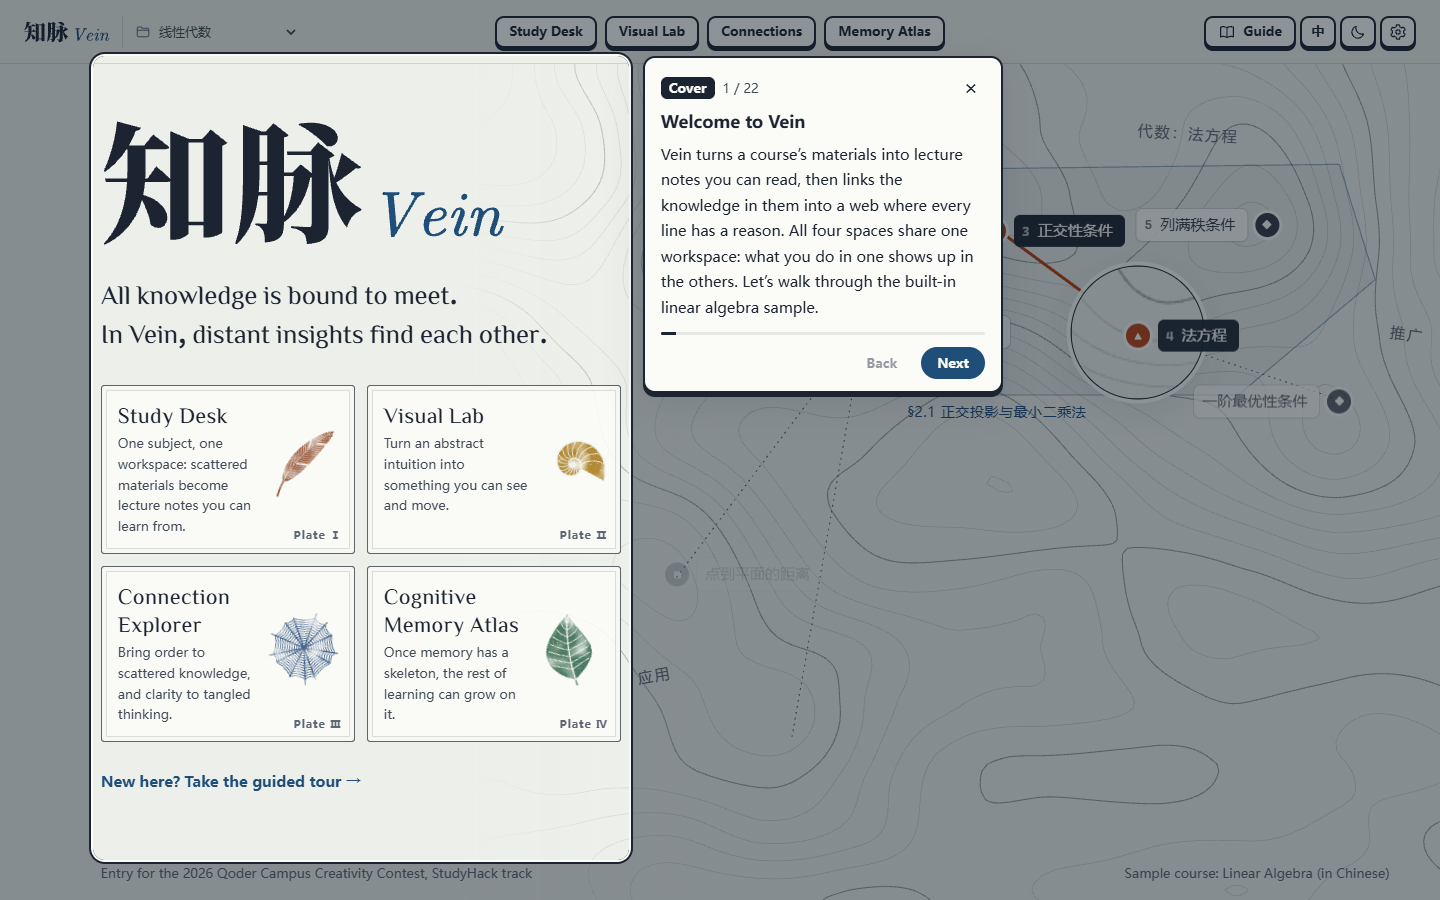 知脉 Vein
线性代数
Study Desk
Visual Lab
Connections
Memory Atlas
Guide
中
知脉 Vein
All knowledge is bound to meet.
In Vein, distant insights find each other.
Study Desk
One subject, one
workspace: scattered
materials become
lecture notes you can
learn from.
Plate I
Visual Lab
Turn an abstract
intuition into
something you can see
and move.
Plate II
Connection
Explorer
Bring order to
scattered knowledge,
and clarity to tangled
thinking.
Plate III
Cognitive
Memory Atlas
Once memory has a
skeleton, the rest of
learning can grow on
it.
Plate IV
New here? Take the guided tour →
Cover 1 / 22
Welcome to Vein
Vein turns a course’s materials into lecture
notes you can read, then links the
knowledge in them into a web where every
line has a reason. All four spaces share one
workspace: what you do in one shows up in
the others. Let’s walk through the built-in
linear algebra sample.
Back
Next
代数：法方程
3 正交性条件
5 列满秩条件
4 法方程
推广
一阶最优性条件
§2.1 正交投影与最小二乘法
点到平面的距离
应用
Entry for the 2026 Qoder Campus Creativity Contest, StudyHack track
Sample course: Linear Algebra (in Chinese)